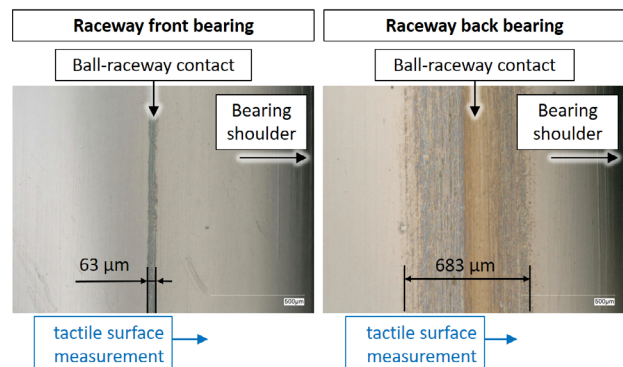 Raceway front bearing
Ball-raceway contact
Bearing
shoulder
63 µm
500µm
tactile surface
measurement
Raceway back bearing
Ball-raceway contact
Bearing
shoulder
683 µm
500µm
tactile surface
measurement